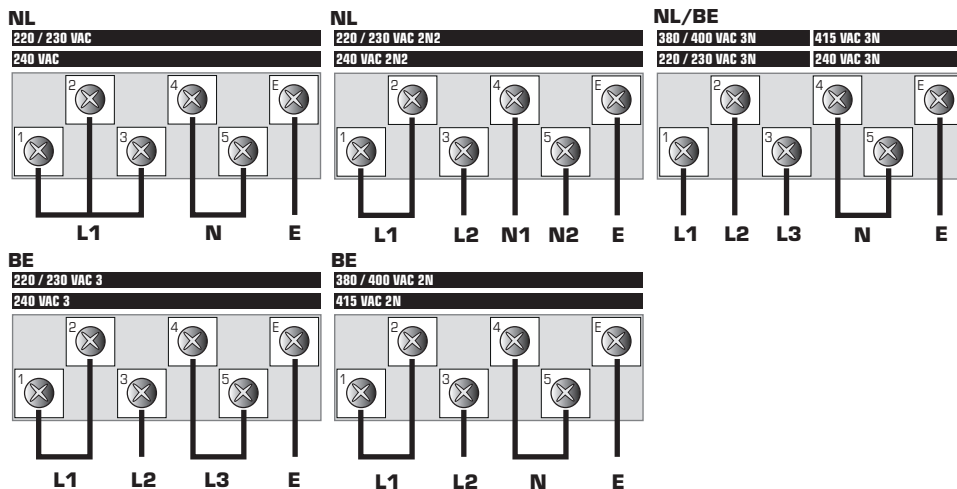 NL
220 / 230 VAC
240 VAC
2 4 E
1 3 5
L1 N E
NL
220 / 230 VAC 2N2
240 VAC 2N2
2 4 E
1 3 5
L1 L2 N1 N2 E
NL/BE
380 / 400 VAC 3N 415 VAC 3N
220 / 230 VAC 3N 240 VAC 3N
2 4 E
1 3 5
L1 L2 L3 N E
BE
220 / 230 VAC 3
240 VAC 3
2 4 E
1 3 5
L1 L2 L3 E
BE
380 / 400 VAC 2N
415 VAC 2N
2 4 E
1 3 5
L1 L2 N E